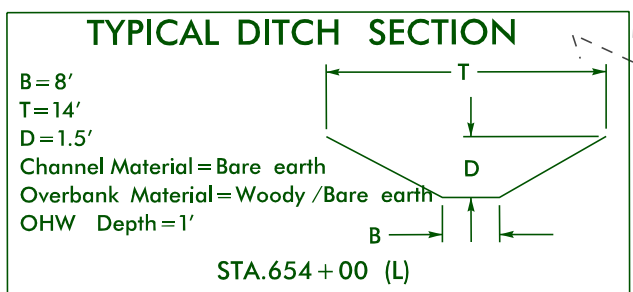 TYPICAL DITCH SECTION
B=8'
T=14'
D=1.5'
Channel Material=Bare earth
Overbank Material=Woody/Bare earth
OHW Depth=1'
T
D
B
STA.654+00 (L)